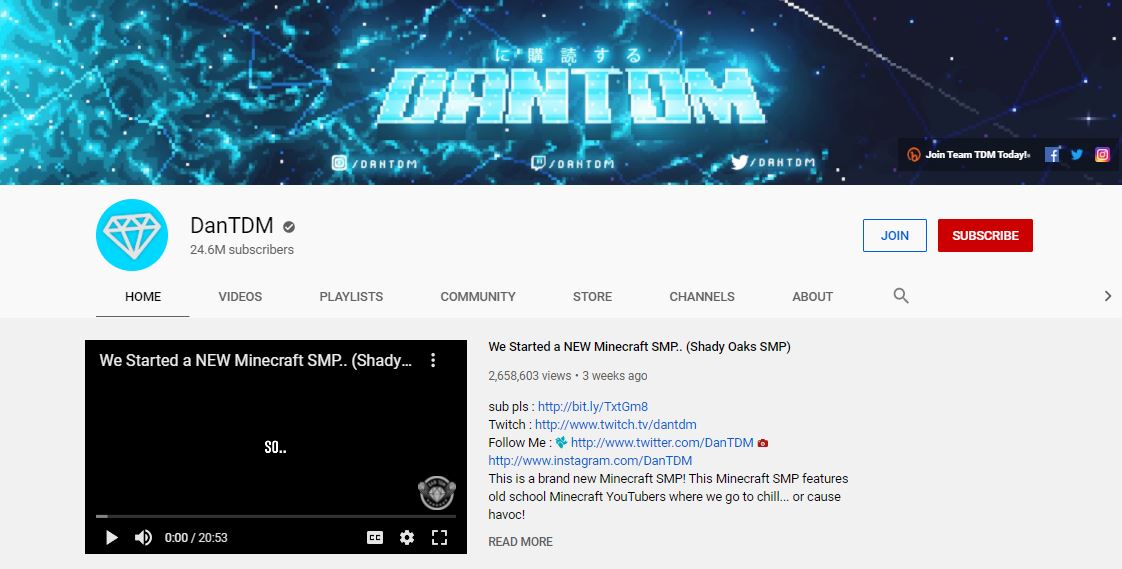 に購読する
DANTDM
/DANTDM
/DANTDM
/DANTDM
Join Team TDM Today!
DanTDM
24.6M subscribers
JOIN
SUBSCRIBE
HOME
VIDEOS
PLAYLISTS
COMMUNITY
STORE
CHANNELS
ABOUT
We Started a NEW Minecraft SMP.. (Shady...
SO..
0:00 / 20:53
CC
We Started a NEW Minecraft SMP.. (Shady Oaks SMP)
2,658,603 views • 3 weeks ago
sub pls : http://bit.ly/TxtGm8
Twitch : http://www.twitch.tv/dantdm
Follow Me : http://www.twitter.com/DanTDM
http://www.instagram.com/DanTDM
This is a brand new Minecraft SMP! This Minecraft SMP features
old school Minecraft YouTubers where we go to chill... or cause
havoc!
READ MORE